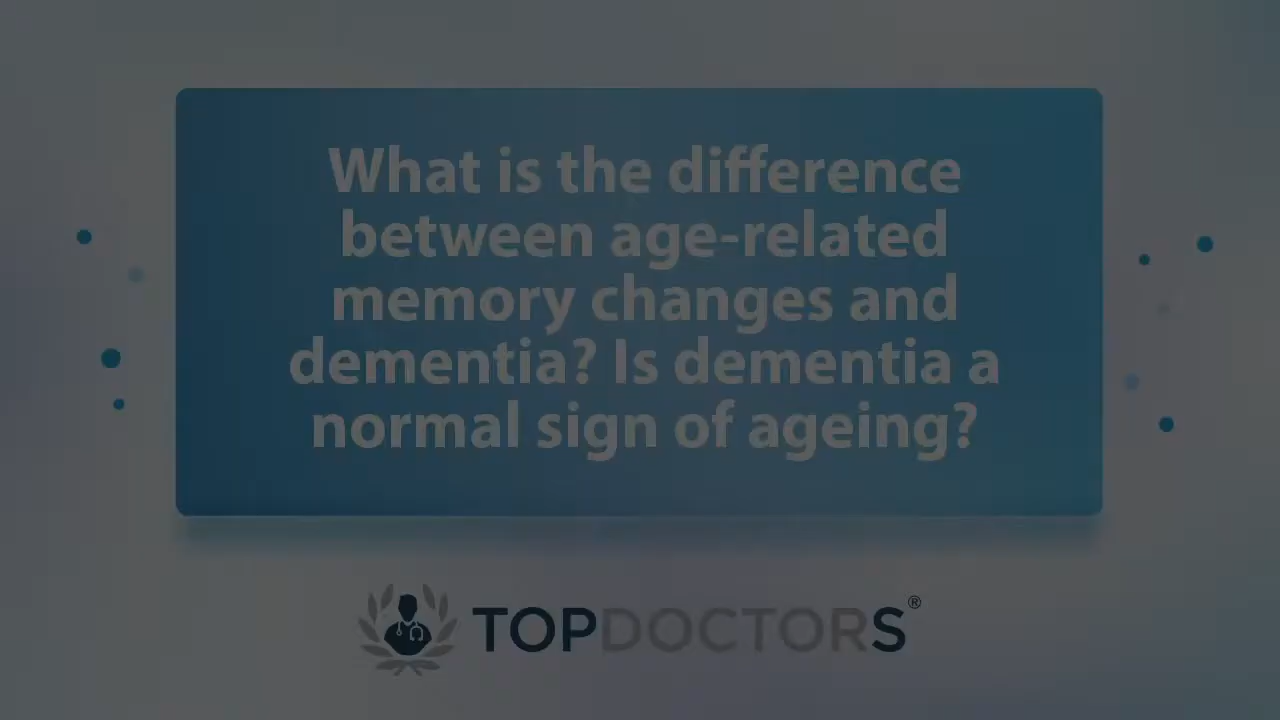 What is the difference
between age-related
memory changes and
dementia? Is dementia a
normal sign of ageing?
TOPDOCTORS®